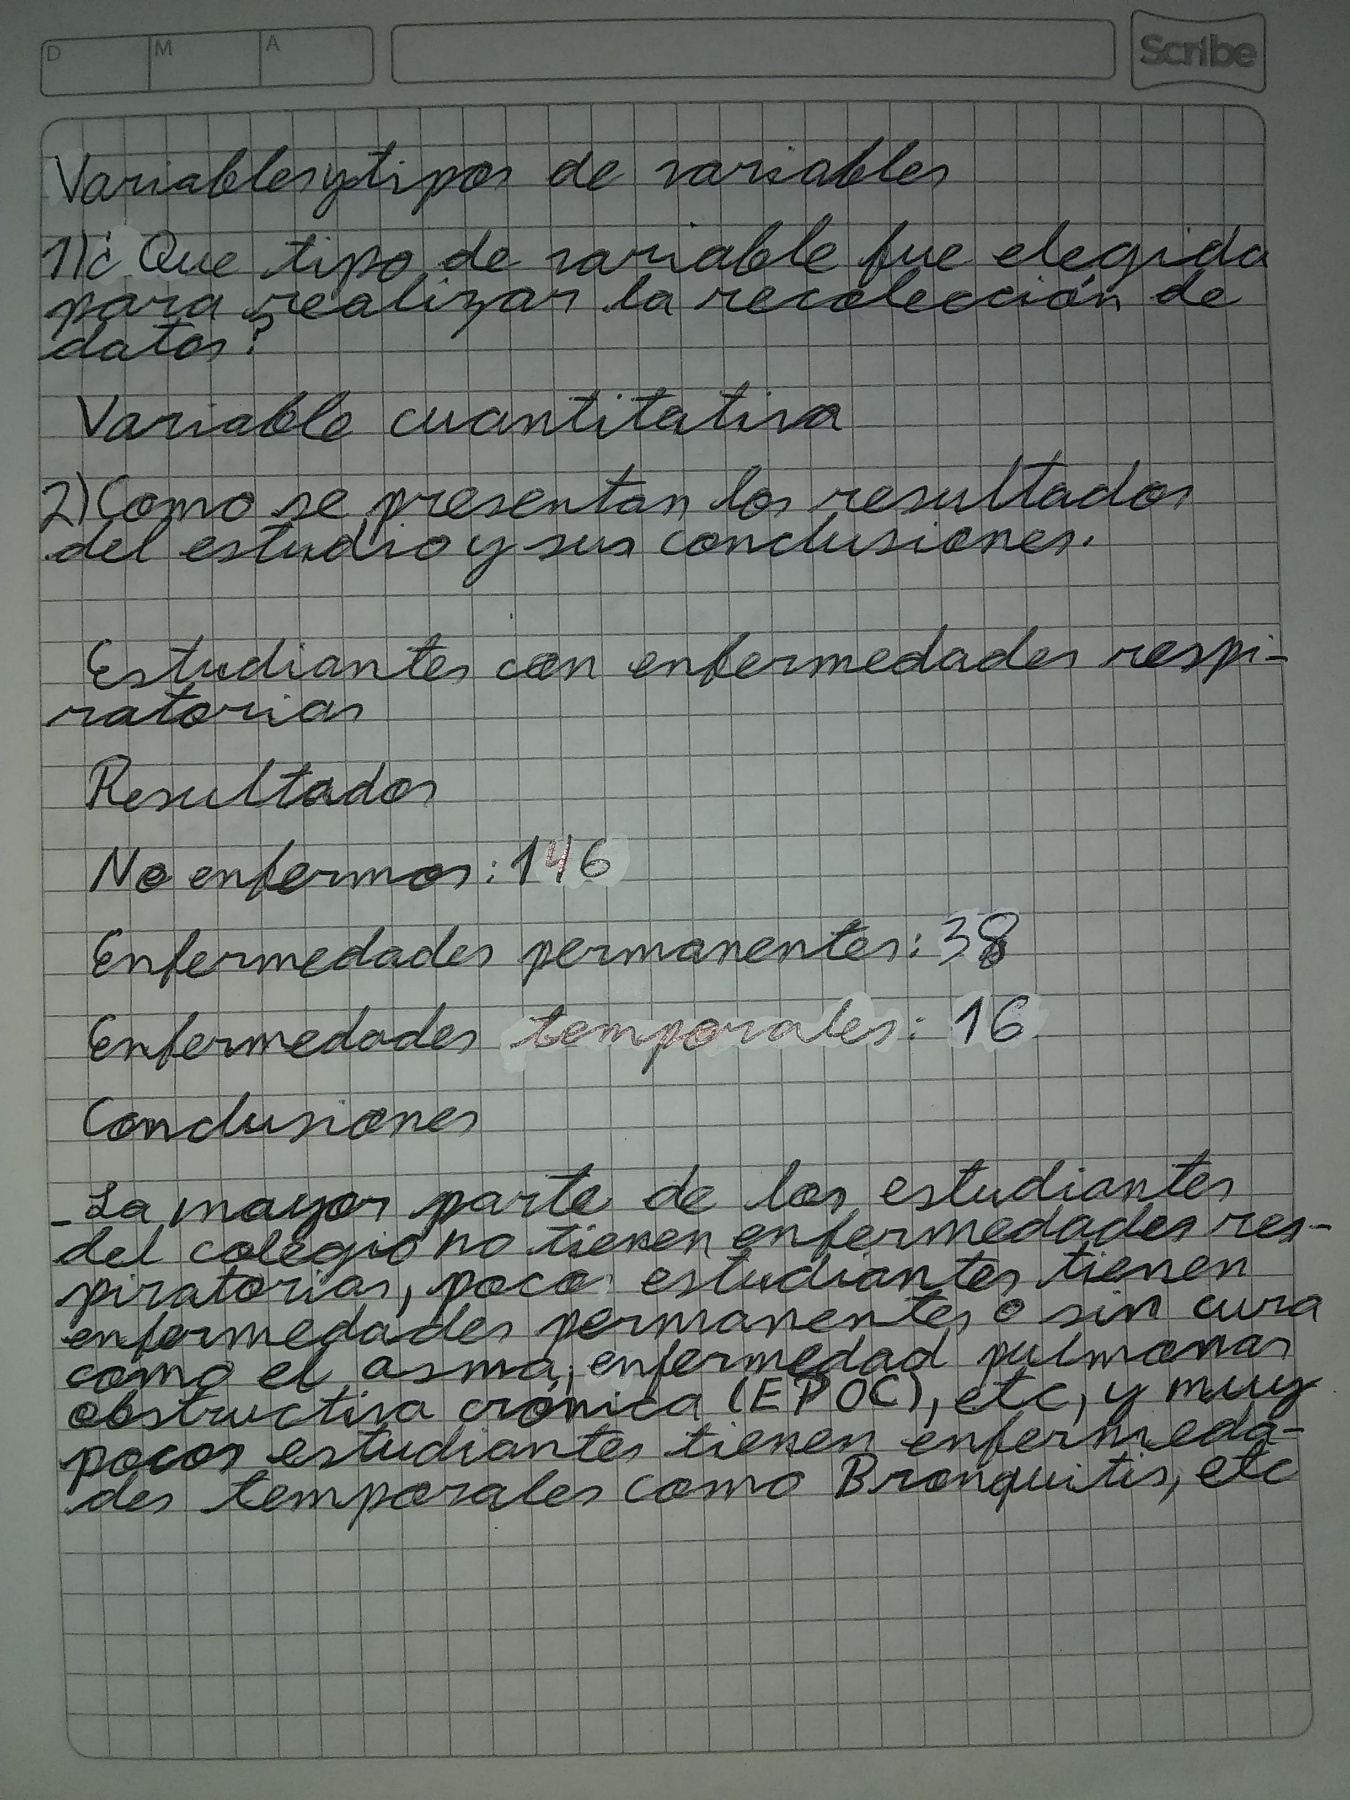 D M A
Scribe
Variables y tipos de variables
1) ¿Que tipo de variable fue elegida
para realizar la recolección de
datos?
Variable cuantitativa
2) Como se presentan los resultados
del estudio y sus conclusiones.
Estudiantes con enfermedades respi-
ratorias
Resultados
No enfermos: 146
Enfermedades permanentes: 38
Enfermedades temporales: 16
Conclusiones
- La mayor parte de los estudiantes
del colegio no tienen enfermedades res-
piratorias, poco estudiantes tienen
enfermedades permanentes o sin cura
como el asma, enfermedad pulmonar
obstructiva crónica (EPOC), etc, y muy
pocos estudiantes tienen enfermeda-
des temporales como Bronquitis, etc